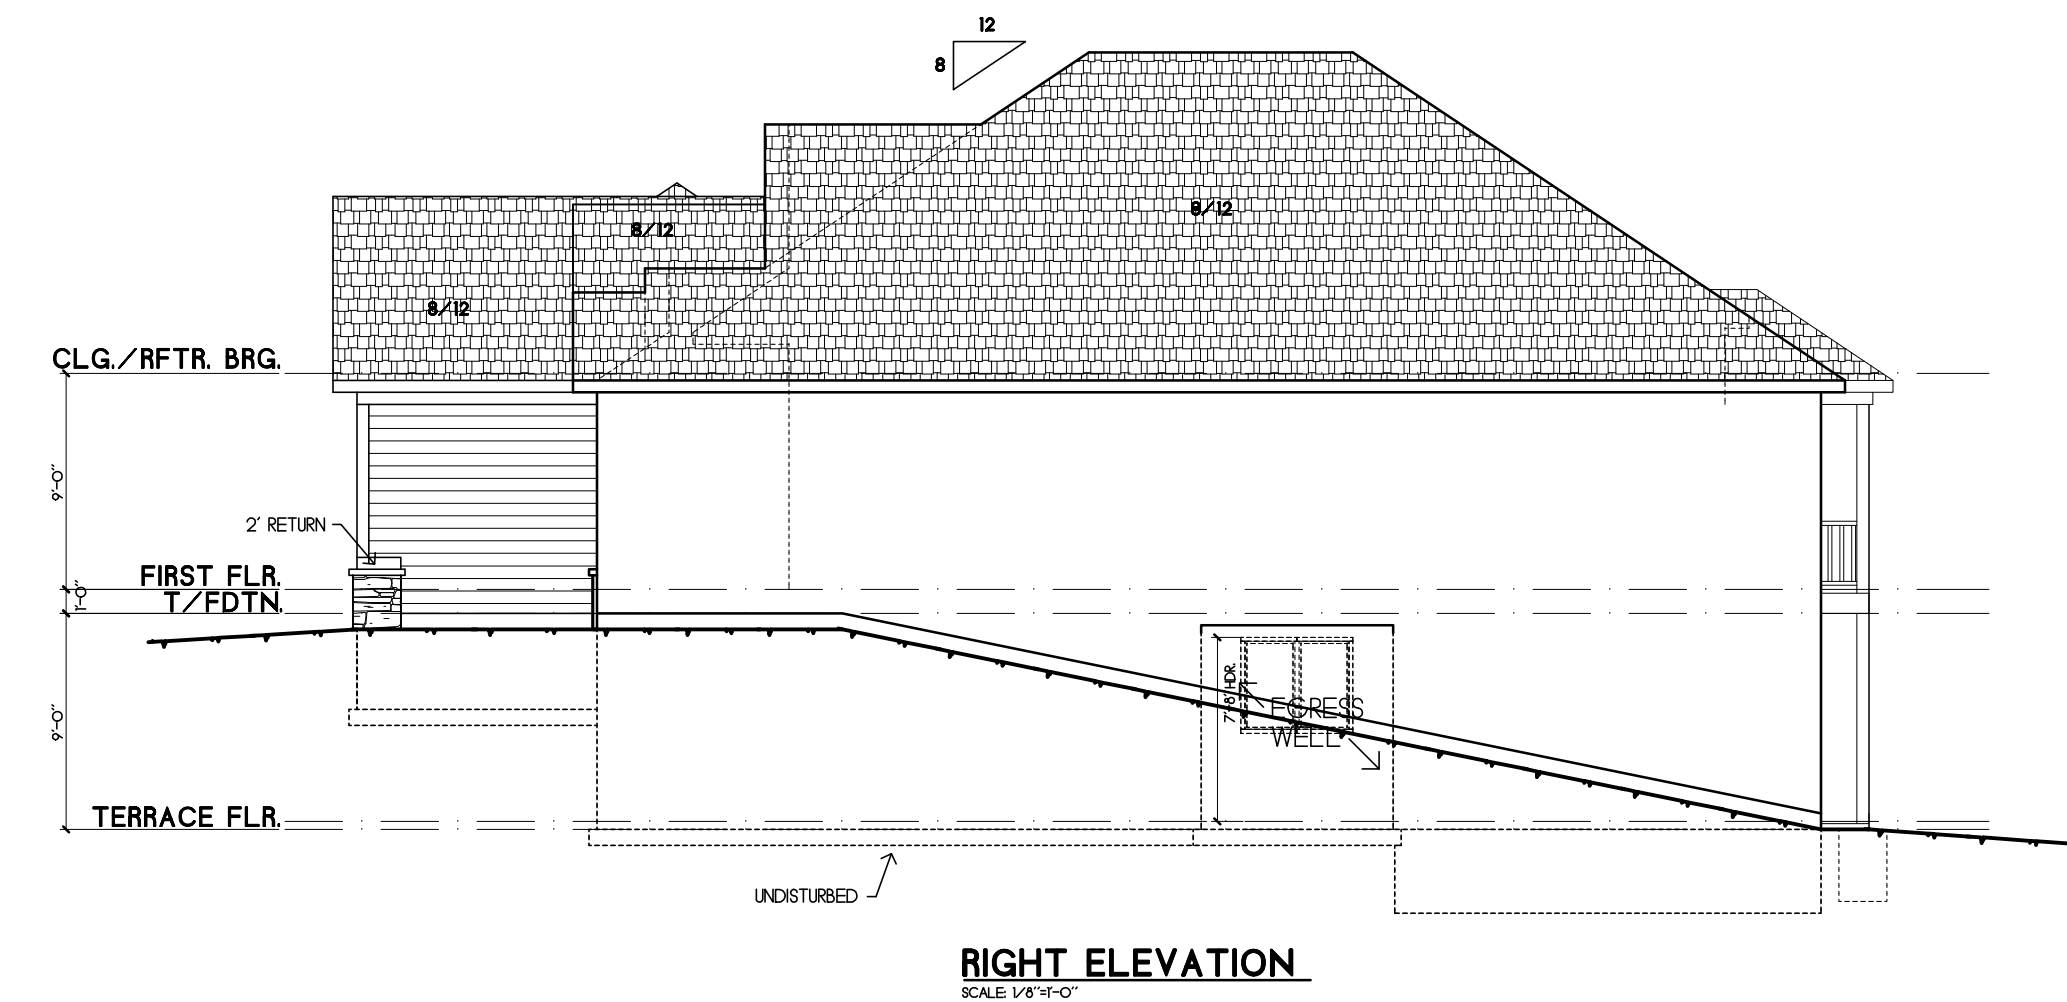 12
8
8/12
8/12
8/12
CLG./RFTR. BRG.
9'-0"
2' RETURN
FIRST FLR.
1'-0"
T/FDTN.
7'-8" HDR.
EGRESS
WELL
9'-0"
TERRACE FLR.
UNDISTURBED
RIGHT ELEVATION
SCALE: 1/8"=1'-0"